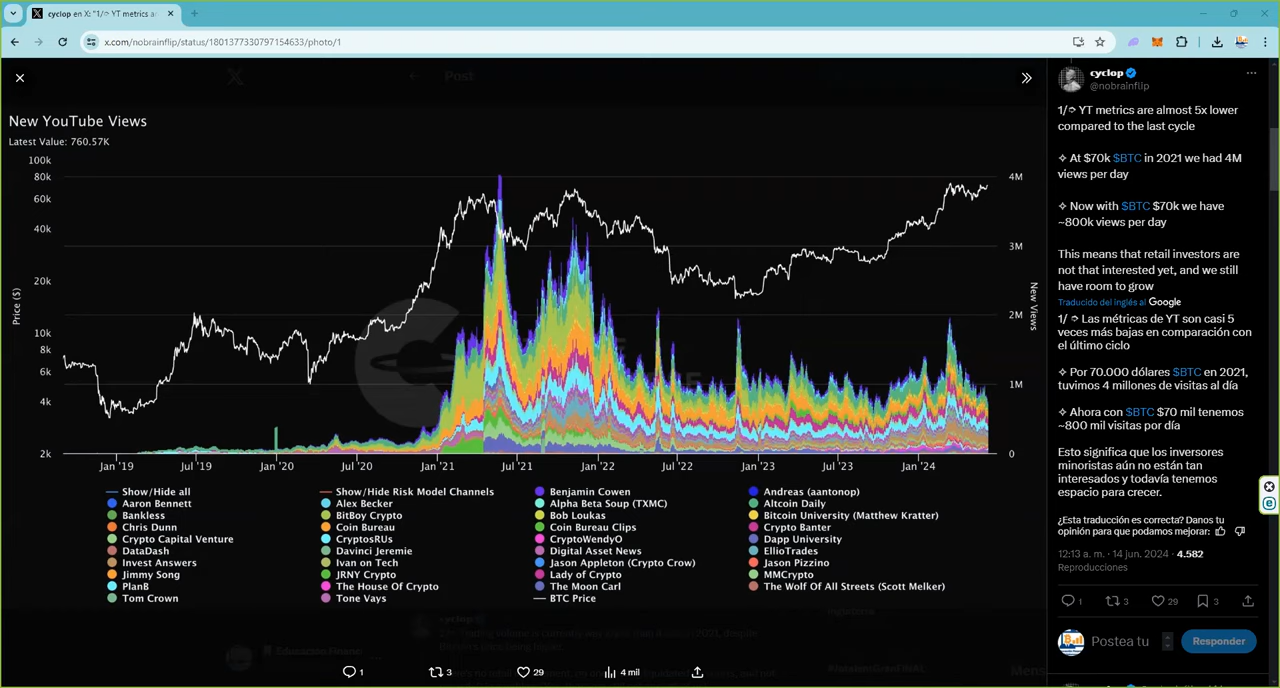 cyclop en X: "1/ᯓ YT metrics a
x.com/nobrainflip/status/1801377330797154633/photo/1
Post
New YouTube Views
Latest Value: 760.57K
100k
80k
60k
40k
20k
10k
8k
6k
4k
2k
Price ($)
4M
3M
2M
1M
0
New Views
Jan '19
Jul '19
Jan '20
Jul '20
Jan '21
Jul '21
Jan '22
Jul '22
Jan '23
Jul '23
Jan '24
Show/Hide all
Show/Hide Risk Model Channels
Benjamin Cowen
Andreas (aantonop)
Aaron Bennett
Alex Becker
Alpha Beta Soup (TXMC)
Altcoin Daily
Bankless
BitBoy Crypto
Bob Loukas
Bitcoin University (Matthew Kratter)
Chris Dunn
Coin Bureau
Coin Bureau Clips
Crypto Banter
Crypto Capital Venture
CryptosRUs
CryptoWendyO
Dapp University
DataDash
Davinci Jeremie
Digital Asset News
EllioTrades
Invest Answers
Ivan on Tech
Jason Appleton (Crypto Crow)
Jason Pizzino
Jimmy Song
JRNY Crypto
Lady of Crypto
MMCrypto
PlanB
The House Of Crypto
The Moon Carl
The Wolf Of All Streets (Scott Melker)
Tom Crown
Tone Vays
BTC Price
1
3
29
4 mil
cyclop
@nobrainflip
1/ᯓ YT metrics are almost 5x lower
compared to the last cycle
✧ At $70k $BTC in 2021 we had 4M
views per day
✧ Now with $BTC $70k we have
~800k views per day
This means that retail investors are
not that interested yet, and we still
have room to grow
Traducido del inglés al Google
1/ ᯓ Las métricas de YT son casi 5
veces más bajas en comparación con
el último ciclo
✧ Por 70.000 dólares $BTC en 2021,
tuvimos 4 millones de visitas al día
✧ Ahora con $BTC $70 mil tenemos
~800 mil visitas por día
Esto significa que los inversores
minoristas aún no están tan
interesados y todavía tenemos
espacio para crecer.
¿Esta traducción es correcta? Danos tu
opinión para que podamos mejorar:
12:13 a. m. · 14 jun. 2024 · 4.582
Reproducciones
1
3
29
3
Postea tu
Responder